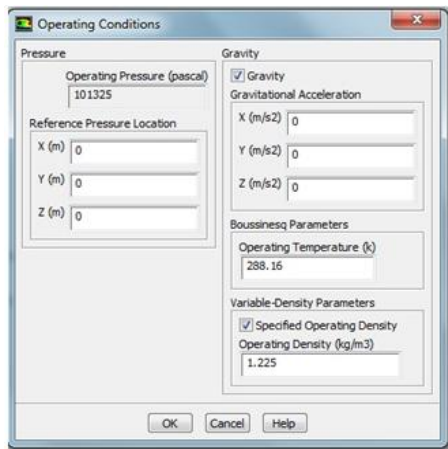 Operating Conditions
Pressure
Operating Pressure (pascal)
101325
Reference Pressure Location
X (m) 0
Y (m) 0
Z (m) 0
Gravity
Gravity
Gravitational Acceleration
X (m/s2) 0
Y (m/s2) 0
Z (m/s2) 0
Boussinesq Parameters
Operating Temperature (k)
288.16
Variable-Density Parameters
Specified Operating Density
Operating Density (kg/m3)
1.225
OK Cancel Help